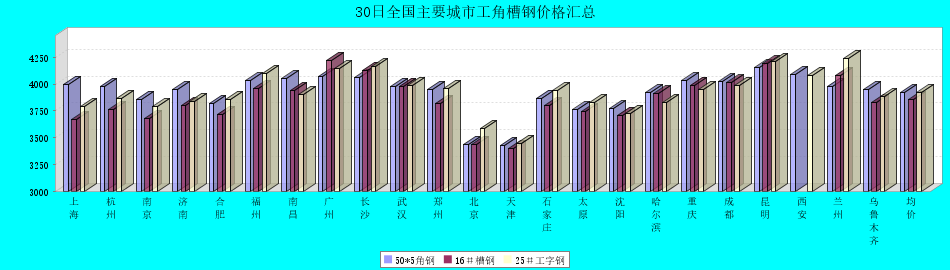 30日全国主要城市工角槽钢价格汇总
4250
4000
3750
3500
3250
3000
上海 杭州 南京 济南 合肥 福州 南昌 广州 长沙 武汉 郑州 北京 天津 石家庄 太原 沈阳 哈尔滨 重庆 成都 昆明 西安 兰州 乌鲁木齐 均价
50*5角钢 16#槽钢 25#工字钢